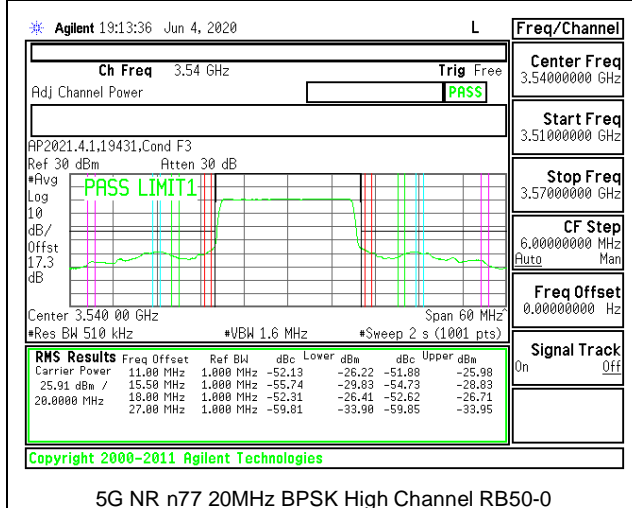 Agilent 19:13:36 Jun 4, 2020 L
Freq/Channel
Ch Freq 3.54 GHz Trig Free
Adj Channel Power PASS
Center Freq
3.54000000 GHz
Start Freq
3.51000000 GHz
Stop Freq
3.57000000 GHz
CF Step
6.00000000 MHz
Auto Man
Freq Offset
0.00000000 Hz
Signal Track
On Off
AP2021.4.1,19431,Cond F3
Ref 30 dBm Atten 30 dB
#Avg
Log
10
dB/
Offst
17.3
dB
PASS LIMIT1
Center 3.540 00 GHz Span 60 MHz^
#Res BW 510 kHz #VBW 1.6 MHz #Sweep 2 s (1001 pts)
RMS Results Freq Offset Ref BW dBc Lower dBm dBc Upper dBm
Carrier Power 11.00 MHz 1.000 MHz -52.13 -26.22 -51.88 -25.98
25.91 dBm / 15.50 MHz 1.000 MHz -55.74 -29.83 -54.73 -28.83
20.0000 MHz 18.00 MHz 1.000 MHz -52.31 -26.41 -52.62 -26.71
27.00 MHz 1.000 MHz -59.81 -33.90 -59.85 -33.95
Copyright 2000-2011 Agilent Technologies
5G NR n77 20MHz BPSK High Channel RB50-0